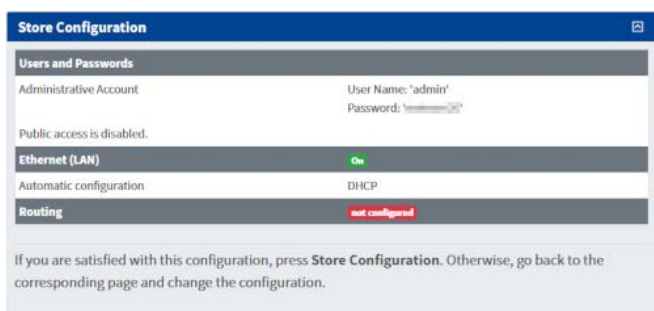 Store Configuration
Users and Passwords
Administrative Account
User Name: 'admin'
Password: '
Public access is disabled.
Ethernet (LAN) On
Automatic configuration DHCP
Routing not configured
If you are satisfied with this configuration, press Store Configuration. Otherwise, go back to the
corresponding page and change the configuration.